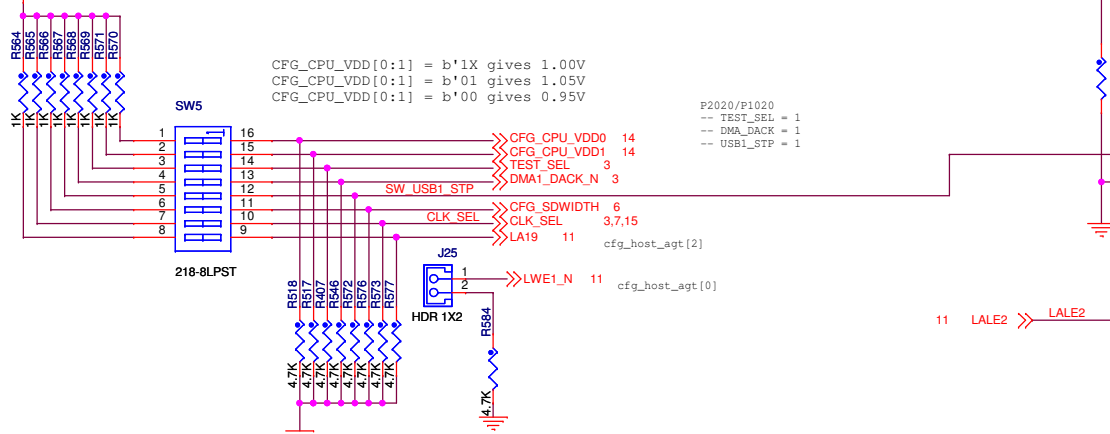 R564
R565
R566
R567
R568
R569
R571
R570
1K
1K
1K
1K
1K
1K
1K
1K
CFG_CPU_VDD[0:1] = b'1X gives 1.00V
CFG_CPU_VDD[0:1] = b'01 gives 1.05V
CFG_CPU_VDD[0:1] = b'00 gives 0.95V
P2020/P1020
-- TEST_SEL = 1
-- DMA_DACK = 1
-- USB1_STP = 1
SW5
1 16 CFG_CPU_VDD0 14
2 15 CFG_CPU_VDD1 14
3 14 TEST_SEL 3
4 13 DMA1_DACK_N 3
5 12 SW_USB1_STP
6 11 CFG_SDWIDTH 6
7 10 CLK_SEL CLK_SEL 3,7,15
8 9 LA19 11 cfg_host_agt[2]
218-8LPST
J25
1 LWE1_N 11 cfg_host_agt[0]
2
HDR 1X2
R518
R517
R407
R546
R572
R576
R573
R577
R584
4.7K
4.7K
4.7K
4.7K
4.7K
4.7K
4.7K
4.7K
4.7K
11 LALE2 LALE2